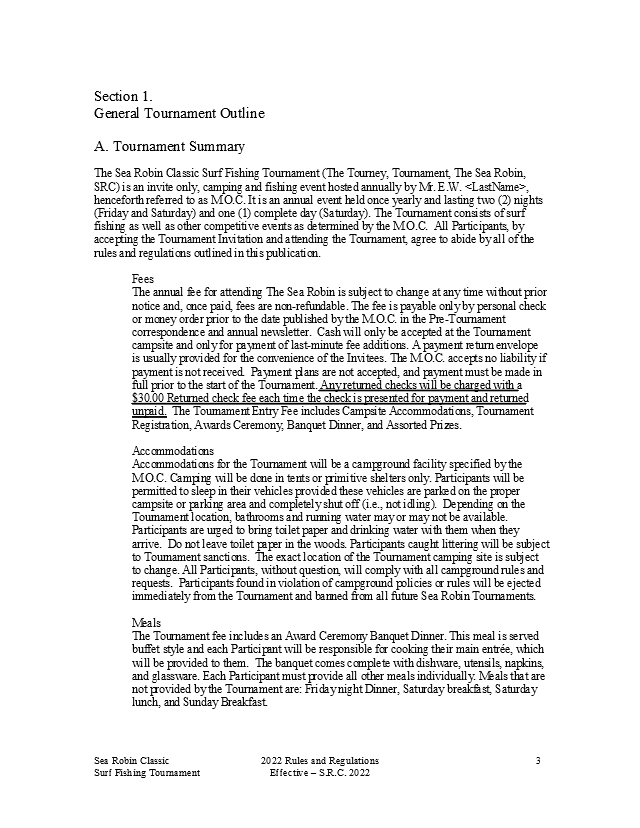 Section 1.
General Tournament Outline
A. Tournament Summary
The Sea Robin Classic Surf Fishing Tournament (The Tourney, Tournament, The Sea Robin,
SRC) is an invite only, camping and fishing event hosted annually by Mr. E.W. <LastName>,
henceforth referred to as M.O.C. It is an annual event held once yearly and lasting two (2) nights
(Friday and Saturday) and one (1) complete day (Saturday). The Tournament consists of surf
fishing as well as other competitive events as determined by the M.O.C. All Participants, by
accepting the Tournament Invitation and attending the Tournament, agree to abide by all of the
rules and regulations outlined in this publication.
Fees
The annual fee for attending The Sea Robin is subject to change at any time without prior
notice and, once paid, fees are non-refundable. The fee is payable only by personal check
or money order prior to the date published by the M.O.C. in the Pre-Tournament
correspondence and annual newsletter. Cash will only be accepted at the Tournament
campsite and only for payment of last-minute fee additions. A payment return envelope
is usually provided for the convenience of the Invitees. The M.O.C. accepts no liability if
payment is not received. Payment plans are not accepted, and payment must be made in
full prior to the start of the Tournament. Any returned checks will be charged with a
$30.00 Returned check fee each time the check is presented for payment and returned
unpaid. The Tournament Entry Fee includes Campsite Accommodations, Tournament
Registration, Awards Ceremony, Banquet Dinner, and Assorted Prizes.
Accommodations
Accommodations for the Tournament will be a campground facility specified by the
M.O.C. Camping will be done in tents or primitive shelters only. Participants will be
permitted to sleep in their vehicles provided these vehicles are parked on the proper
campsite or parking area and completely shut off (i.e., not idling). Depending on the
Tournament location, bathrooms and running water may or may not be available.
Participants are urged to bring toilet paper and drinking water with them when they
arrive. Do not leave toilet paper in the woods. Participants caught littering will be subject
to Tournament sanctions. The exact location of the Tournament camping site is subject
to change. All Participants, without question, will comply with all campground rules and
requests. Participants found in violation of campground policies or rules will be ejected
immediately from the Tournament and banned from all future Sea Robin Tournaments.
Meals
The Tournament fee includes an Award Ceremony Banquet Dinner. This meal is served
buffet style and each Participant will be responsible for cooking their main entrée, which
will be provided to them. The banquet comes complete with dishware, utensils, napkins,
and glassware. Each Participant must provide all other meals individually. Meals that are
not provided by the Tournament are: Friday night Dinner, Saturday breakfast, Saturday
lunch, and Sunday Breakfast.
Sea Robin Classic 2022 Rules and Regulations 3
Surf Fishing Tournament Effective – S.R.C. 2022